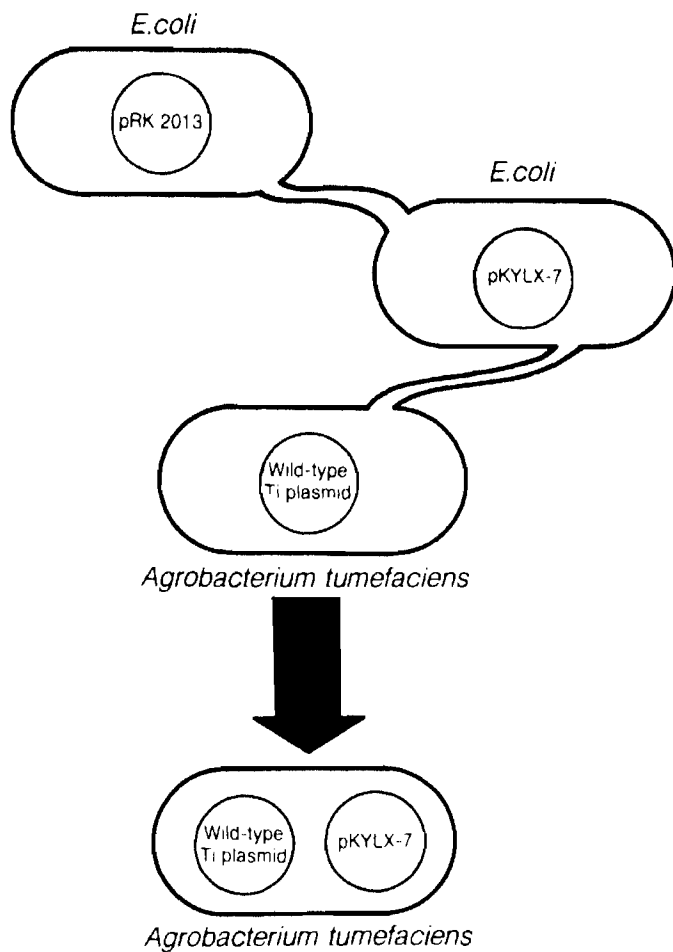 E.coli
pRK 2013
E.coli
pKYLX-7
Wild-type
Ti plasmid
Agrobacterium tumefaciens
Wild-type
Ti plasmid
pKYLX-7
Agrobacterium tumefaciens